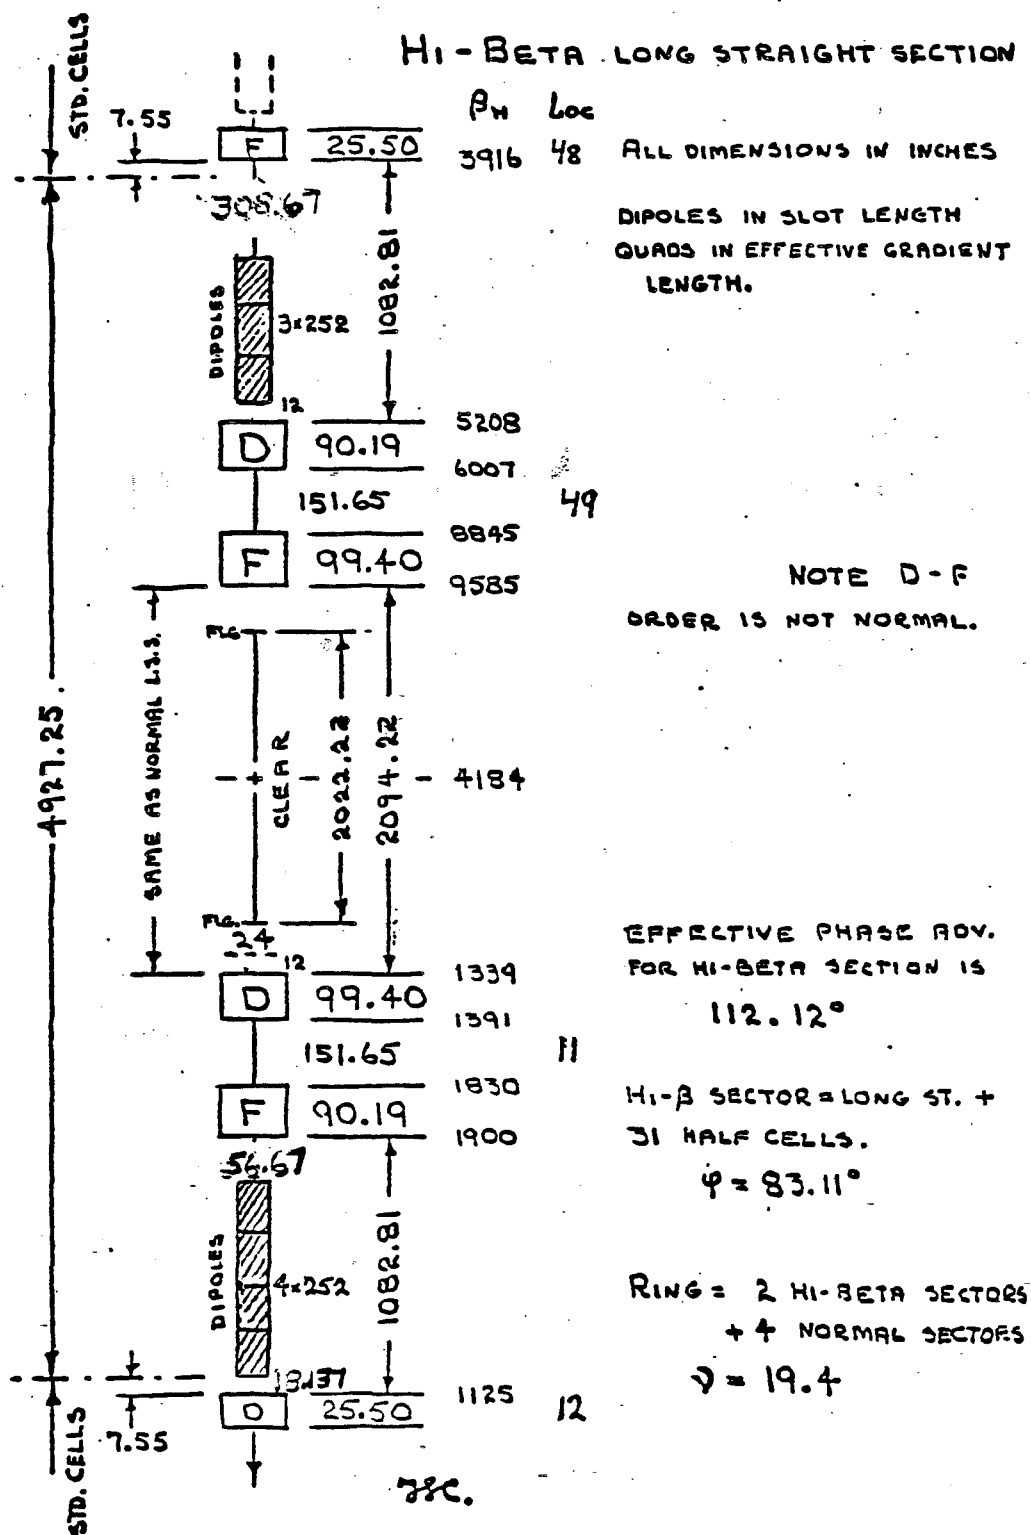 HI-BETA LONG STRAIGHT SECTION
STD. CELLS
7.55
F
25.50
βH Loc
3916 48
ALL DIMENSIONS IN INCHES
308.67
DIPOLES IN SLOT LENGTH
QUADS IN EFFECTIVE GRADIENT
LENGTH.
DIPOLES
3x252
1082.81
12
D
90.19
5208
6007
151.65
49
F
99.40
8845
9585
NOTE D-F
ORDER IS NOT NORMAL.
FLG
4927.25
SAME AS NORMAL L.S.S.
CLEAR
2022.22
2094.22
4184
FLG.
24
12
D
99.40
1339
1391
EFFECTIVE PHASE ADV.
FOR HI-BETA SECTION IS
112.12°
151.65
11
F
90.19
1830
1900
HI-β SECTOR = LONG ST. +
31 HALF CELLS.
φ = 83.11°
56.67
DIPOLES
4x252
1082.81
RING = 2 HI-BETA SECTORS
+ 4 NORMAL SECTORS
ν = 19.4
D
25.50
1125
12
7.55
STD. CELLS